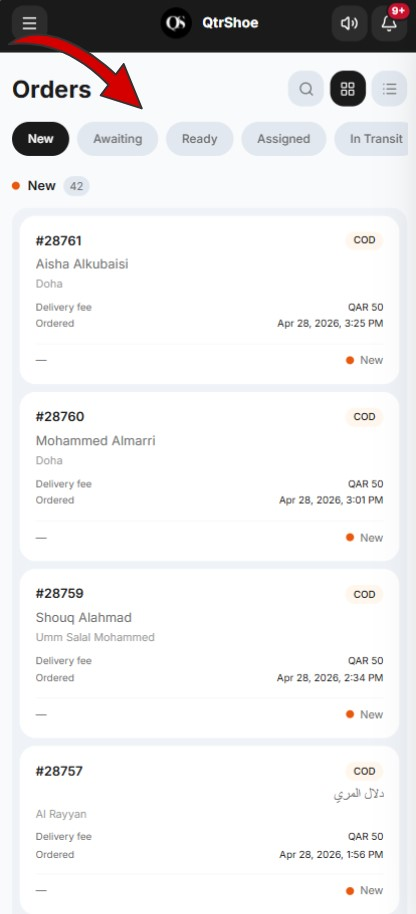 QS QtrShoe 9+
Orders
New Awaiting Ready Assigned In Transit
New 42
#28761 COD
Aisha Alkubaisi
Doha
Delivery fee QAR 50
Ordered Apr 28, 2026, 3:25 PM
— New
#28760 COD
Mohammed Almarri
Doha
Delivery fee QAR 50
Ordered Apr 28, 2026, 3:01 PM
— New
#28759 COD
Shouq Alahmad
Umm Salal Mohammed
Delivery fee QAR 50
Ordered Apr 28, 2026, 2:34 PM
— New
#28757 COD
دلال المري
Al Rayyan
Delivery fee QAR 50
Ordered Apr 28, 2026, 1:56 PM
— New